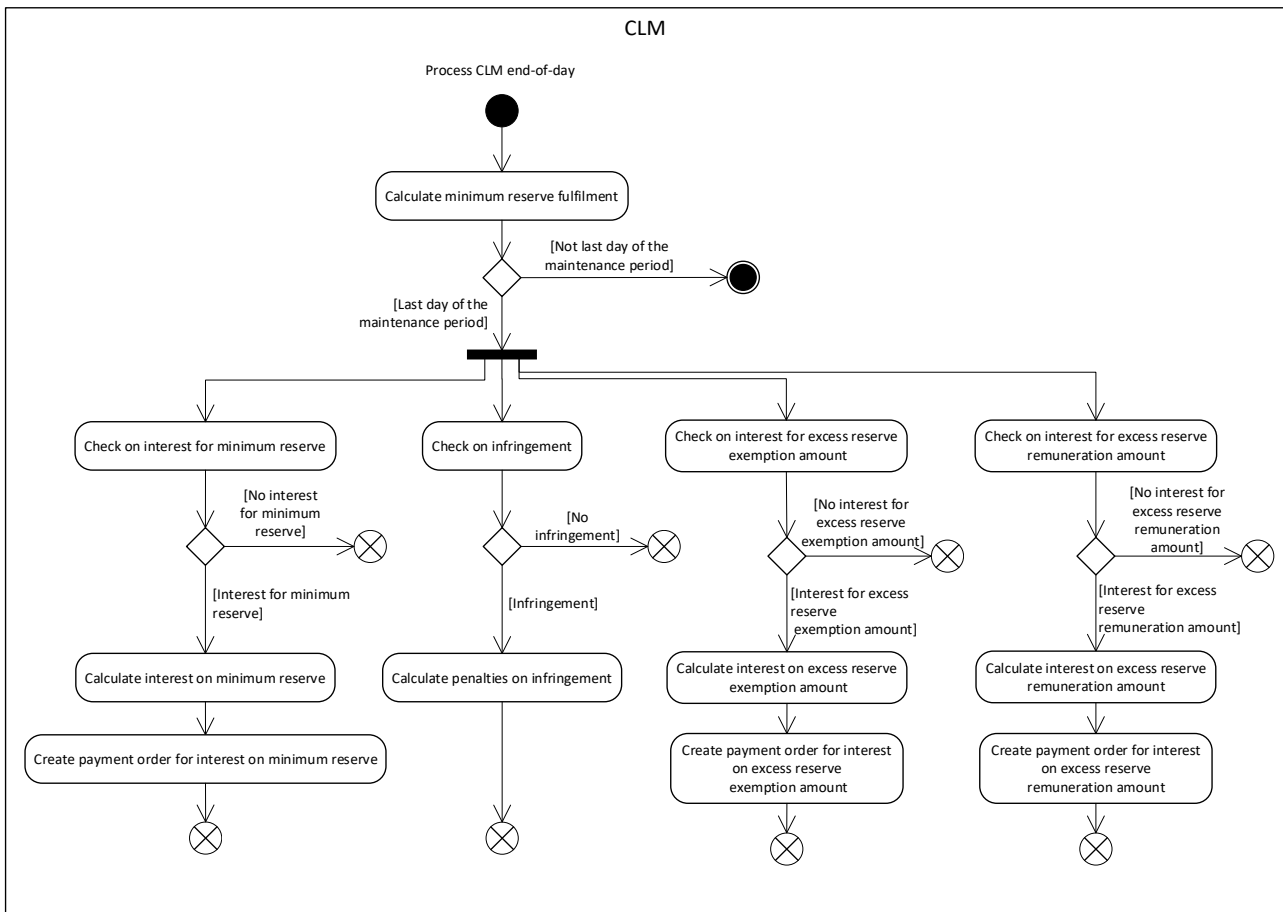 CLM
Process CLM end-of-day
Calculate minimum reserve fulfilment
[Not last day of the
maintenance period]
[Last day of the
maintenance period]
Check on interest for minimum reserve
Check on infringement
Check on interest for excess reserve
exemption amount
Check on interest for excess reserve
remuneration amount
[No interest
for minimum
reserve]
[No
infringement]
[No interest for
excess reserve
exemption amount]
[No interest for
excess reserve
remuneration
amount]
[Interest for minimum
reserve]
[Infringement]
[Interest for excess
reserve
exemption amount]
[Interest for excess
reserve
remuneration amount]
Calculate interest on minimum reserve
Calculate penalties on infringement
Calculate interest on excess reserve
exemption amount
Calculate interest on excess reserve
remuneration amount
Create payment order for interest on minimum reserve
Create payment order for interest
on excess reserve
exemption amount
Create payment order for interest
on excess reserve
remuneration amount